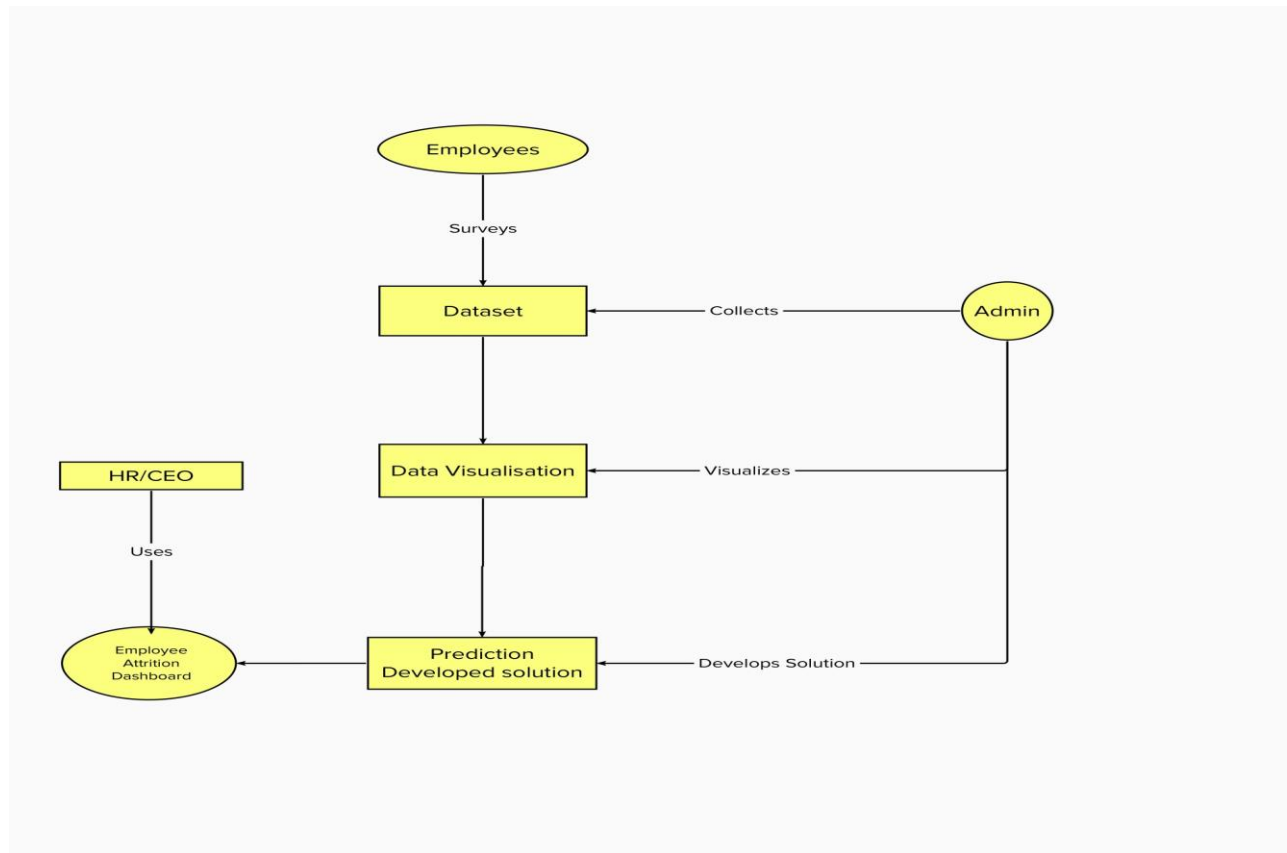 Employees
Surveys
Dataset
Collects
Admin
Data Visualisation
Visualizes
HR/CEO
Uses
Employee
Attrition
Dashboard
Prediction
Developed solution
Develops Solution